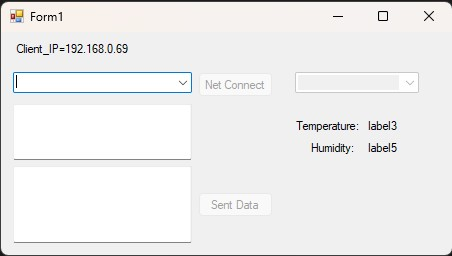 Form1
Client_IP=192.168.0.69
Net Connect
Temperature: label3
Humidity: label5
Sent Data